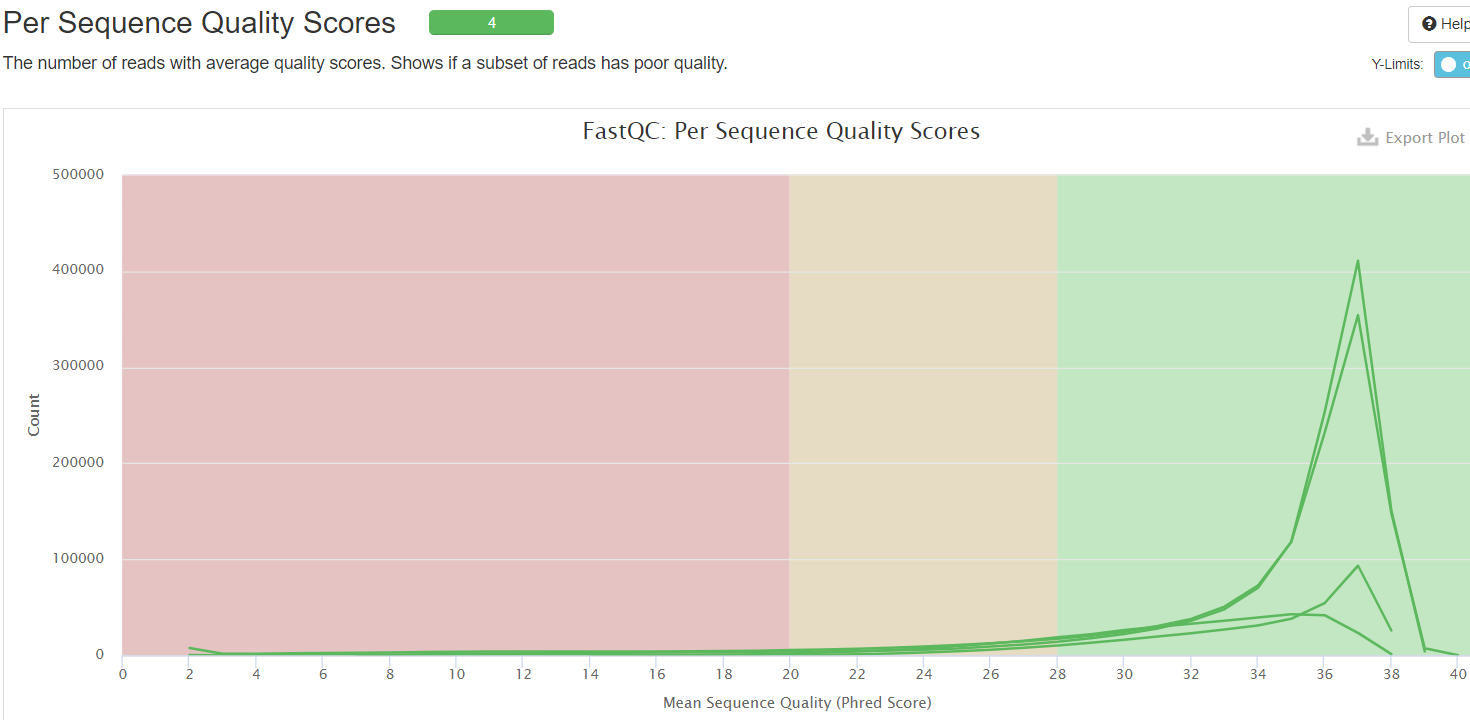 Per Sequence Quality Scores 4
Help
The number of reads with average quality scores. Shows if a subset of reads has poor quality.
Y-Limits:
FastQC: Per Sequence Quality Scores
Export Plot
500000
400000
300000
200000
100000
0
Count
0 2 4 6 8 10 12 14 16 18 20 22 24 26 28 30 32 34 36 38 40
Mean Sequence Quality (Phred Score)